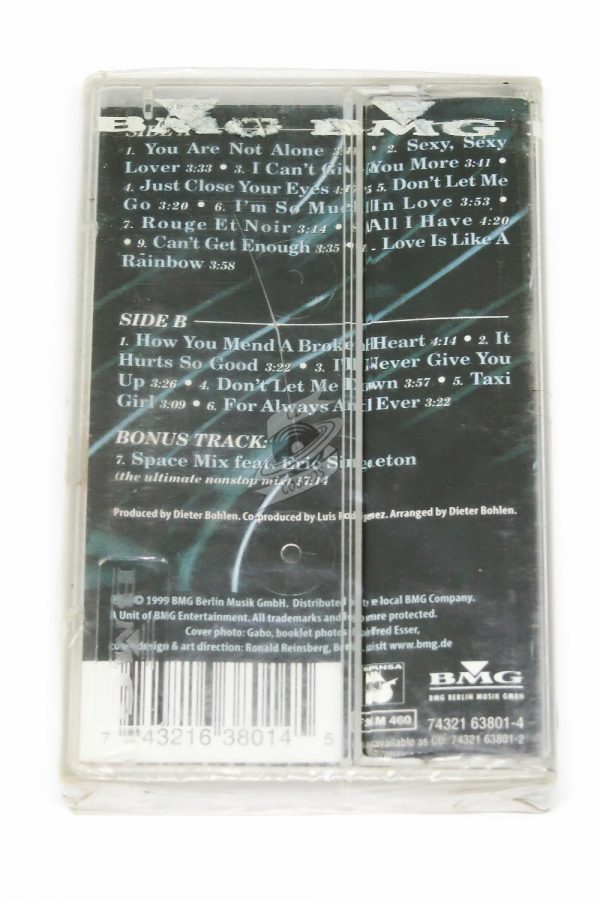 BMG BMG
SIDE
1. You Are Not Alone • 2. Sexy, Sexy
Lover 3:33 • 3. I Can't Give You More 3:41 •
4. Just Close Your Eyes • 5. Don't Let Me
Go 3:20 • 6. I'm So Much In Love 3:53 •
7. Rouge Et Noir 3:14 • All I Have 4:20
• 9. Can't Get Enough 3:35 • Love Is Like A
Rainbow 3:58
SIDE B
1. How You Mend A Broken Heart 4:14 • 2. It
Hurts So Good 3:22 • 3. I'll Never Give You
Up 3:26 • 4. Don't Let Me Down 3:57 • 5. Taxi
Girl 3:09 • 6. For Always And Ever 3:22
BONUS TRACK:
7. Space Mix feat. Eric Singleton
(the ultimate nonstop mix) 17:14
Produced by Dieter Bohlen. Co-produced by Luis Rodriguez. Arranged by Dieter Bohlen.
© 1999 BMG Berlin Musik GmbH. Distributed local BMG Company.
A Unit of BMG Entertainment. All trademarks and protected.
Cover photo: Gabo, booklet photos: Manfred Esser,
design & art direction: Ronald Reinsberg, Berlin. visit www.bmg.de
BMG
BMG BERLIN MUSIK GMBH
M 460
74321 63801-4
available as CD: 74321 63801-2
7 43216 38014 5
BMG